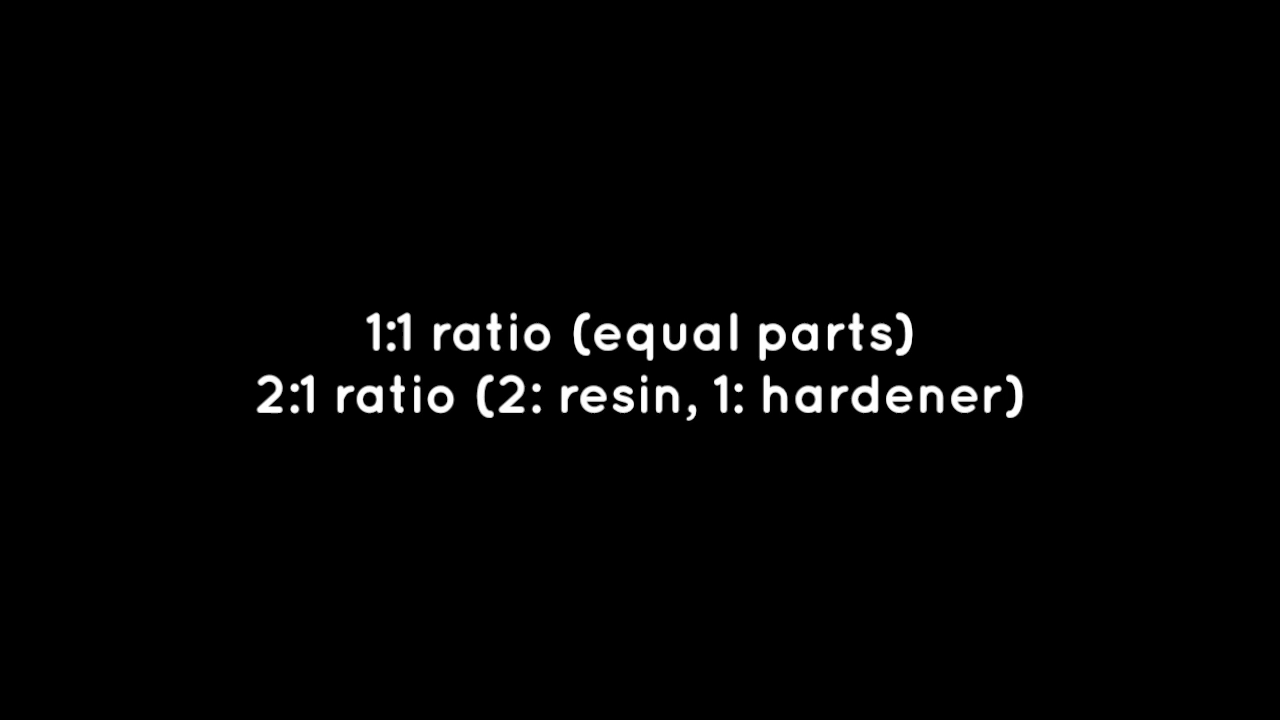 1:1 ratio (equal parts)
2:1 ratio (2: resin, 1: hardener)